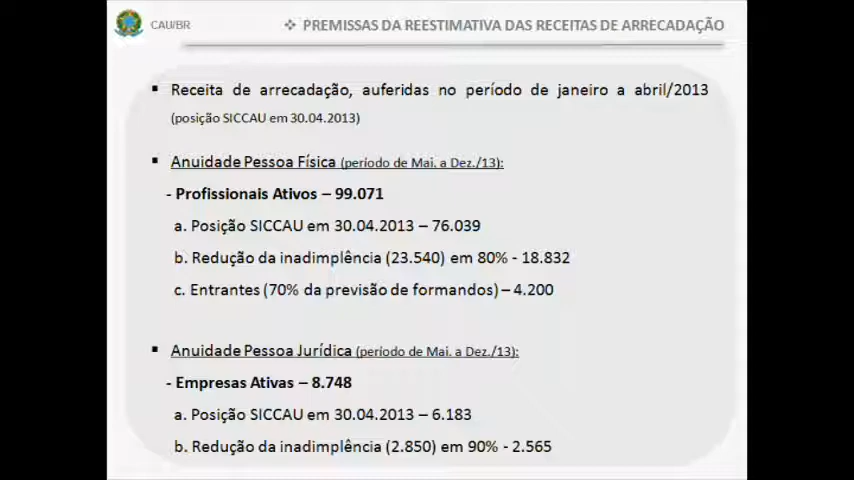 CAU/BR
❖ PREMISSAS DA REESTIMATIVA DAS RECEITAS DE ARRECADAÇÃO
▪ Receita de arrecadação, auferidas no período de janeiro a abril/2013
(posição SICCAU em 30.04.2013)
▪ Anuidade Pessoa Física (período de Mai. a Dez./13):
- Profissionais Ativos – 99.071
a. Posição SICCAU em 30.04.2013 – 76.039
b. Redução da inadimplência (23.540) em 80% - 18.832
c. Entrantes (70% da previsão de formandos) – 4.200
▪ Anuidade Pessoa Jurídica (período de Mai. a Dez./13):
- Empresas Ativas – 8.748
a. Posição SICCAU em 30.04.2013 – 6.183
b. Redução da inadimplência (2.850) em 90% - 2.565